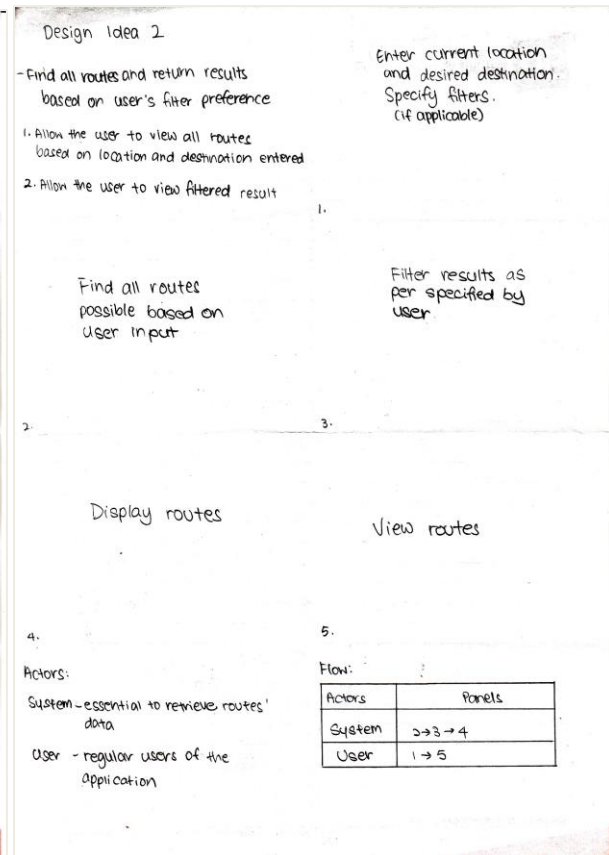 Design Idea 2
- Find all routes and return results
based on user's filter preference
1. Allow the user to view all routes
based on location and destination entered
2. Allow the user to view filtered result
Enter current location
and desired destination.
Specify filters.
(if applicable)
1.
Find all routes
possible based on
user input
2.
Filter results as
per specified by
user
3.
Display routes
4.
View routes
5.
Actors:
System - essential to retrieve routes'
data
User - regular users of the
application
Flow:
Actors Panels
System 2→3→4
User 1→5